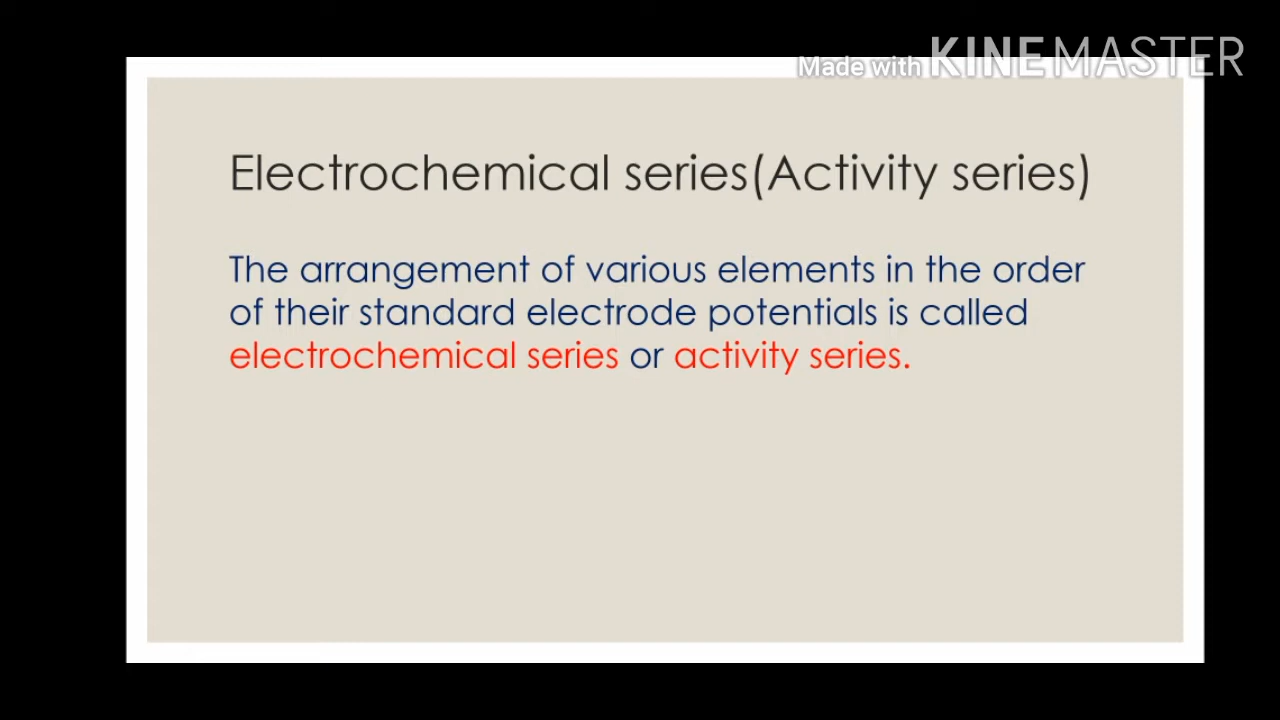 Made with KINEMASTER
Electrochemical series(Activity series)
The arrangement of various elements in the order
of their standard electrode potentials is called
electrochemical series or activity series.